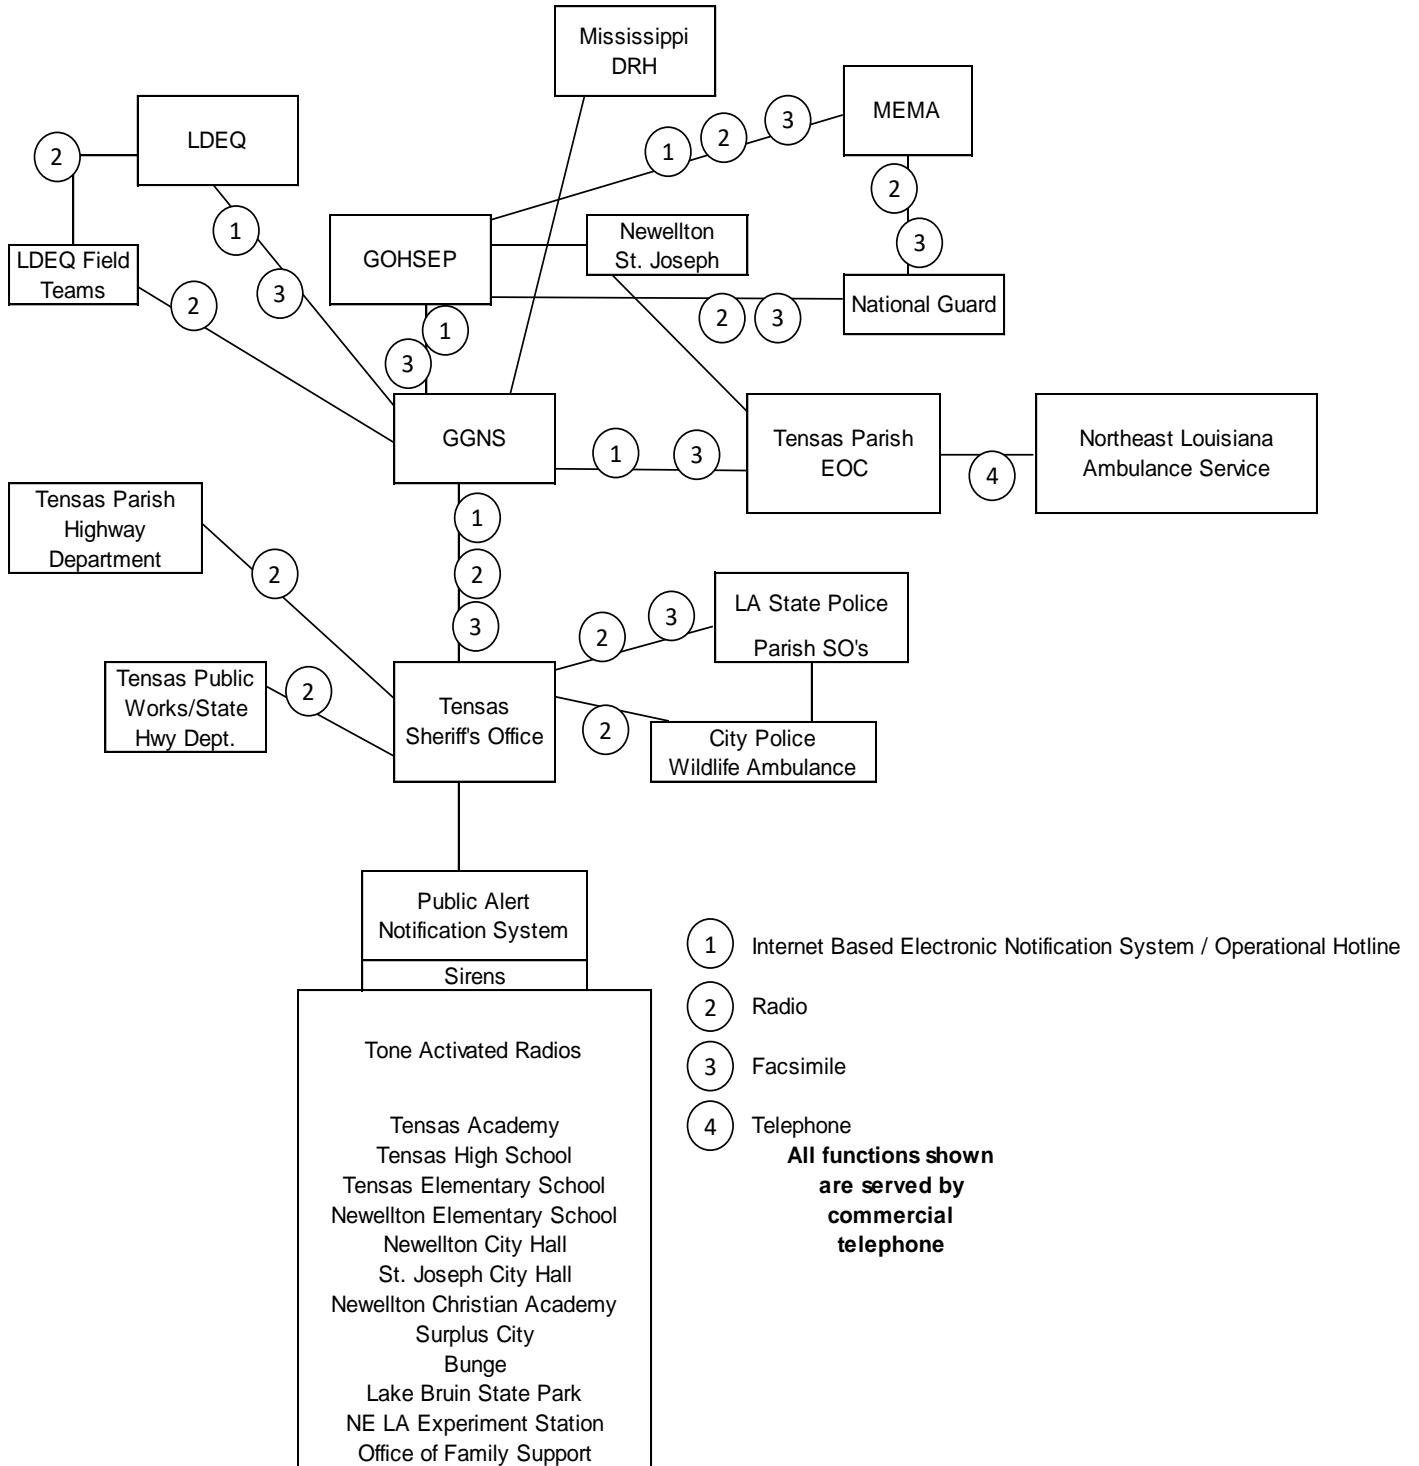 Mississippi
DRH
MEMA
LDEQ
2
1
2
3
2
3
1
3
LDEQ Field
Teams
2
GOHSEP
Newellton
St. Joseph
National Guard
2
3
1
3
GGNS
1
3
Tensas Parish
EOC
4
Northeast Louisiana
Ambulance Service
Tensas Parish
Highway
Department
2
1
2
3
2
3
LA State Police
Parish SO's
Tensas Public
Works/State
Hwy Dept.
2
Tensas
Sheriff's Office
2
City Police
Wildlife Ambulance
Public Alert
Notification System
Sirens
Tone Activated Radios
Tensas Academy
Tensas High School
Tensas Elementary School
Newellton Elementary School
Newellton City Hall
St. Joseph City Hall
Newellton Christian Academy
Surplus City
Bunge
Lake Bruin State Park
NE LA Experiment Station
Office of Family Support
1 Internet Based Electronic Notification System / Operational Hotline
2 Radio
3 Facsimile
4 Telephone
All functions shown
are served by
commercial
telephone